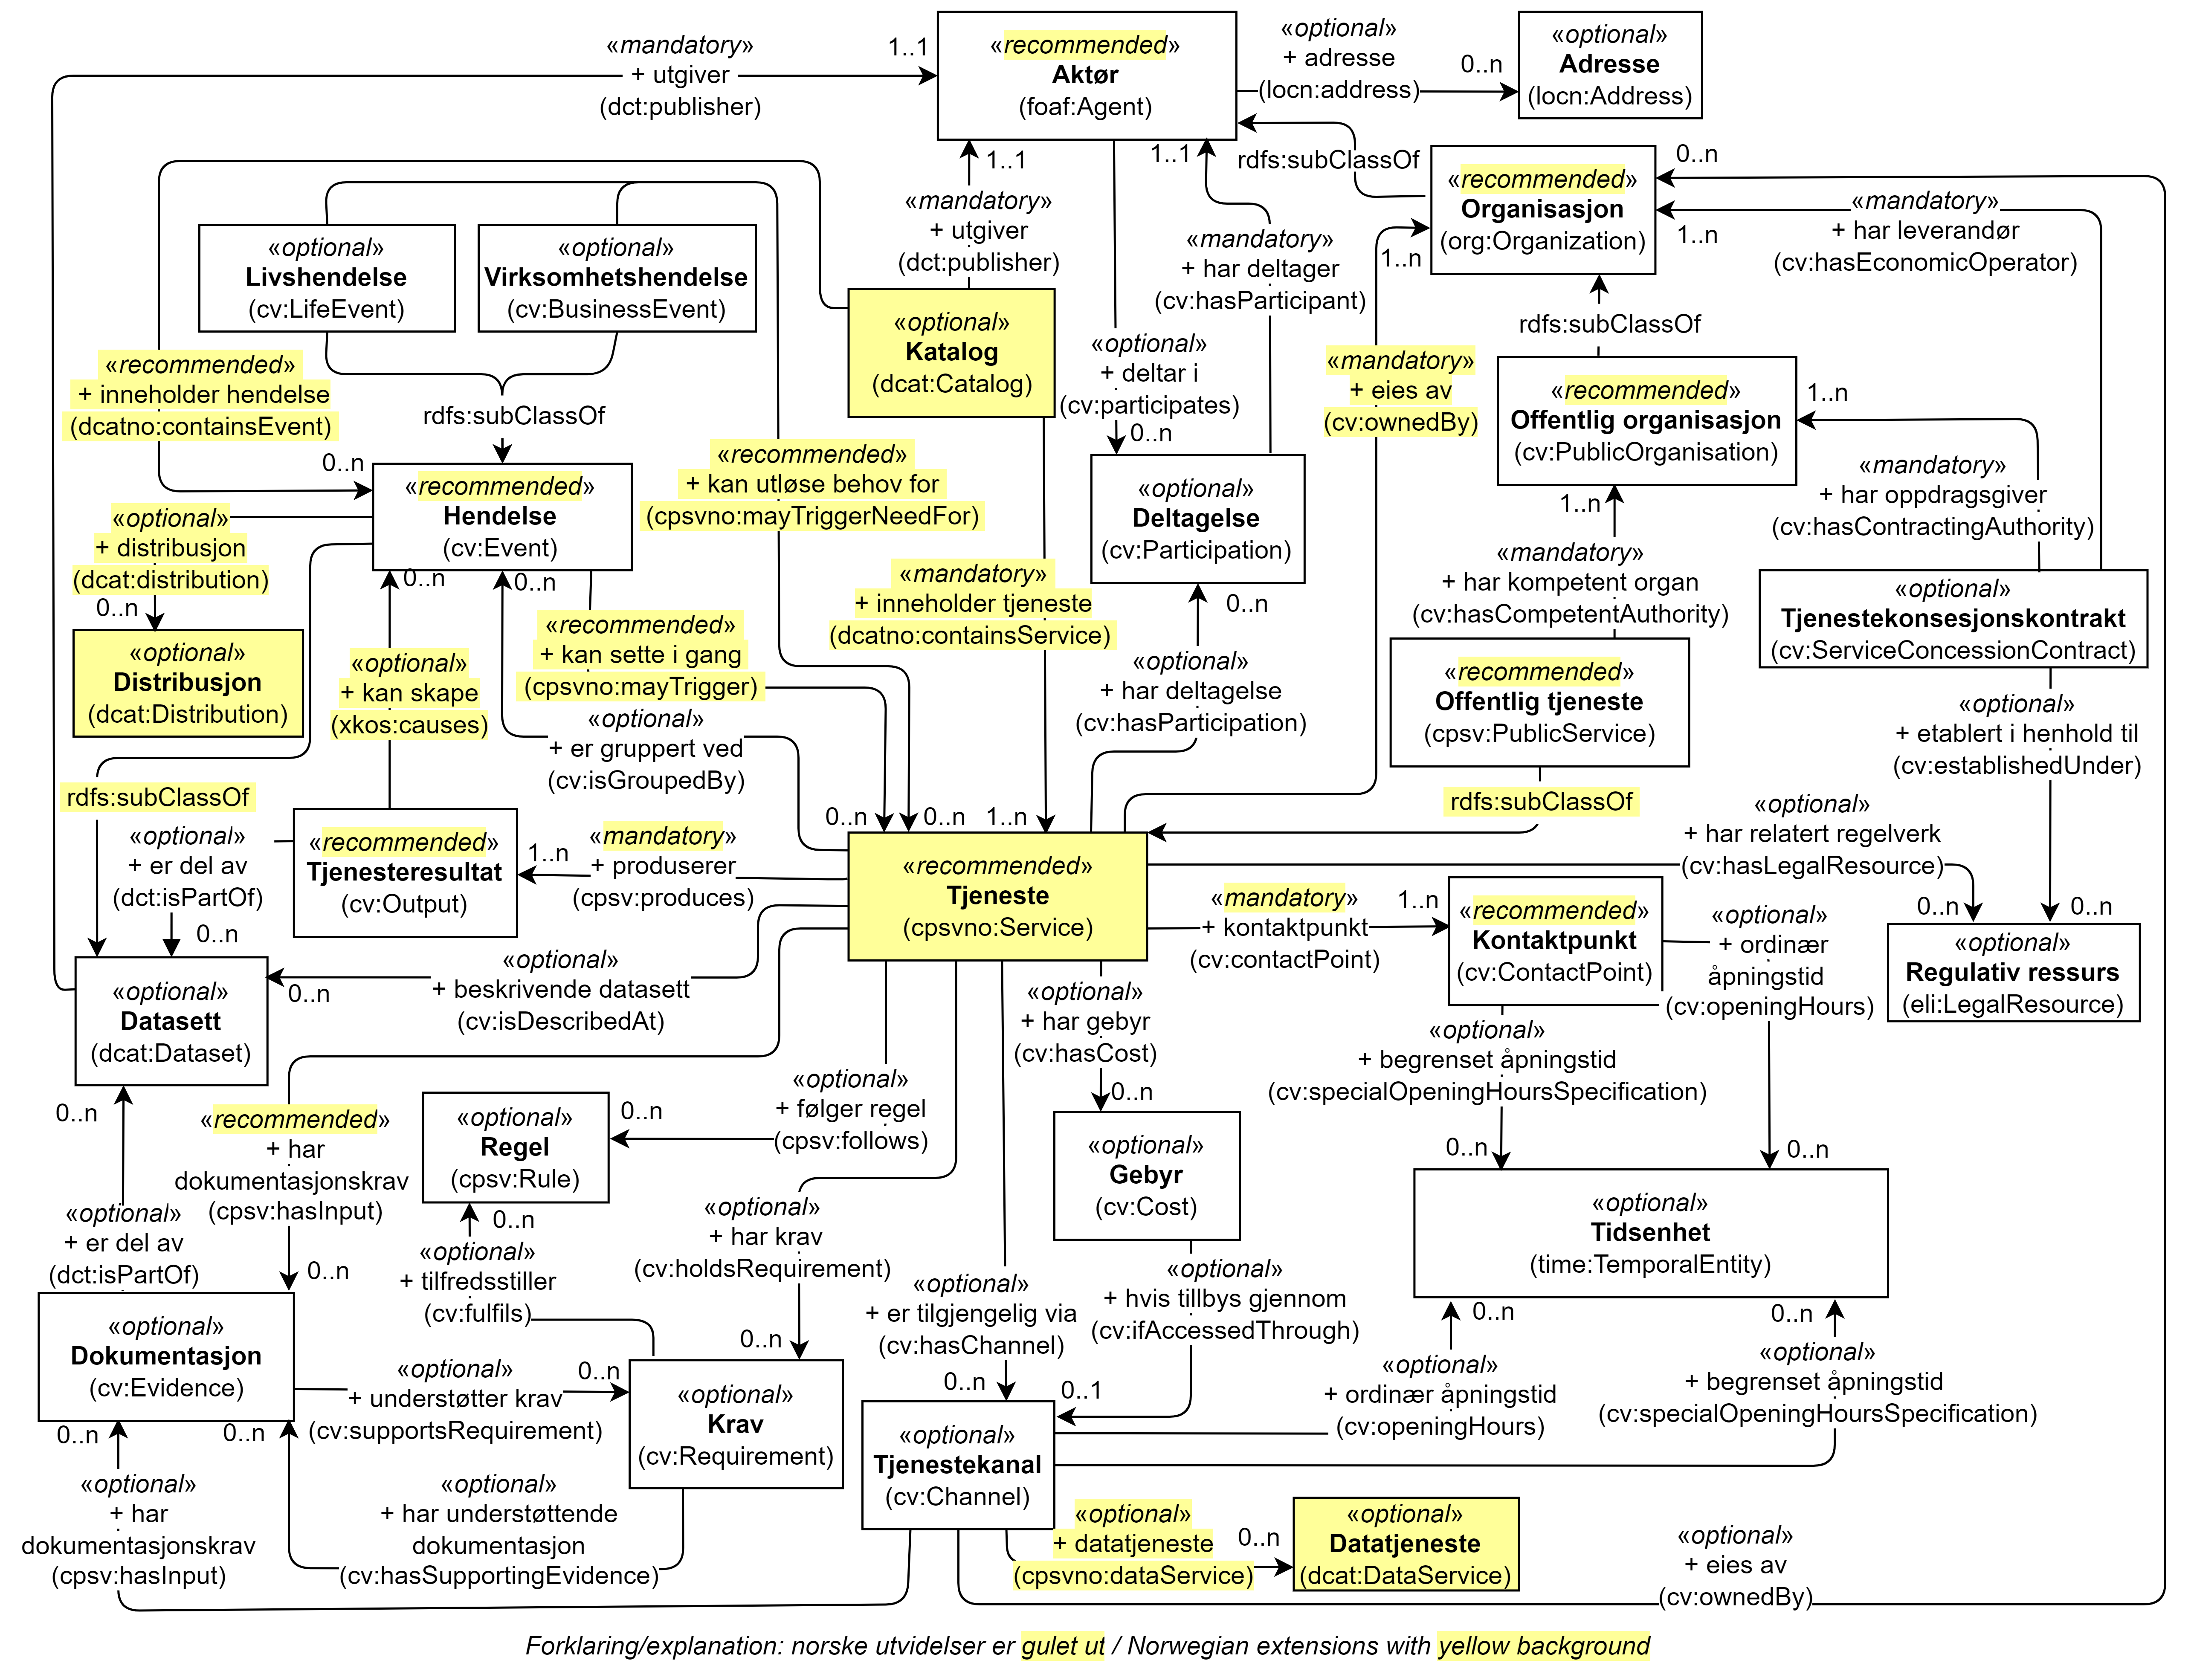 «mandatory»
+ utgiver
(dct:publisher)
1..1
«recommended»
Aktør
(foaf:Agent)
«optional»
+ adresse
(locn:address)
0..n
«optional»
Adresse
(locn:Address)
1..1
«mandatory»
+ utgiver
(dct:publisher)
1..1
«mandatory»
+ har deltager
(cv:hasParticipant)
rdfs:subClassOf
«recommended»
Organisasjon
(org:Organization)
0..n
«mandatory»
+ har leverandør
(cv:hasEconomicOperator)
1..n
1..n
«optional»
Livshendelse
(cv:LifeEvent)
«optional»
Virksomhetshendelse
(cv:BusinessEvent)
«optional»
Katalog
(dcat:Catalog)
«optional»
+ deltar i
(cv:participates)
0..n
«mandatory»
+ eies av
(cv:ownedBy)
rdfs:subClassOf
«recommended»
Offentlig organisasjon
(cv:PublicOrganisation)
1..n
«mandatory»
+ har oppdragsgiver
(cv:hasContractingAuthority)
«recommended»
+ inneholder hendelse
(dcatno:containsEvent)
0..n
rdfs:subClassOf
«recommended»
Hendelse
(cv:Event)
«recommended»
+ kan utløse behov for
(cpsvno:mayTriggerNeedFor)
«optional»
Deltagelse
(cv:Participation)
1..n
«mandatory»
+ har kompetent organ
(cv:hasCompetentAuthority)
«optional»
Tjenestekonsesjonskontrakt
(cv:ServiceConcessionContract)
«optional»
+ distribusjon
(dcat:distribution)
0..n
«optional»
Distribusjon
(dcat:Distribution)
0..n
0..n
«optional»
+ kan skape
(xkos:causes)
«recommended»
+ kan sette i gang
(cpsvno:mayTrigger)
«optional»
+ er gruppert ved
(cv:isGroupedBy)
«mandatory»
+ inneholder tjeneste
(dcatno:containsService)
0..n
«optional»
+ har deltagelse
(cv:hasParticipation)
«recommended»
Offentlig tjeneste
(cpsv:PublicService)
«optional»
+ etablert i henhold til
(cv:establishedUnder)
rdfs:subClassOf
rdfs:subClassOf
0..n
0..n
1..n
«optional»
+ er del av
(dct:isPartOf)
0..n
«recommended»
Tjenesteresultat
(cv:Output)
1..n
«mandatory»
+ produserer
(cpsv:produces)
«recommended»
Tjeneste
(cpsvno:Service)
«optional»
+ har relatert regelverk
(cv:hasLegalResource)
«mandatory»
+ kontaktpunkt
(cv:contactPoint)
1..n
«recommended»
Kontaktpunkt
(cv:ContactPoint)
«optional»
+ ordinær
åpningstid
(cv:openingHours)
0..n
0..n
«optional»
Regulativ ressurs
(eli:LegalResource)
«optional»
Datasett
(dcat:Dataset)
0..n
«optional»
+ beskrivende datasett
(cv:isDescribedAt)
«optional»
+ har gebyr
(cv:hasCost)
0..n
«optional»
+ begrenset åpningstid
(cv:specialOpeningHoursSpecification)
0..n
0..n
0..n
«recommended»
+ har
dokumentasjonskrav
(cpsv:hasInput)
0..n
«optional»
Regel
(cpsv:Rule)
0..n
«optional»
+ følger regel
(cpsv:follows)
«optional»
Gebyr
(cv:Cost)
«optional»
Tidsenhet
(time:TemporalEntity)
«optional»
+ er del av
(dct:isPartOf)
0..n
«optional»
+ tilfredsstiller
(cv:fulfils)
«optional»
+ har krav
(cv:holdsRequirement)
0..n
«optional»
+ er tilgjengelig via
(cv:hasChannel)
0..n
«optional»
+ hvis tillbys gjennom
(cv:ifAccessedThrough)
0..1
0..n
«optional»
+ ordinær åpningstid
(cv:openingHours)
0..n
«optional»
+ begrenset åpningstid
(cv:specialOpeningHoursSpecification)
«optional»
Dokumentasjon
(cv:Evidence)
«optional»
+ understøtter krav
(cv:supportsRequirement)
0..n
«optional»
Krav
(cv:Requirement)
«optional»
Tjenestekanal
(cv:Channel)
0..n
0..n
«optional»
+ har
dokumentasjonskrav
(cpsv:hasInput)
«optional»
+ har understøttende
dokumentasjon
(cv:hasSupportingEvidence)
«optional»
+ datatjeneste
(cpsvno:dataService)
0..n
«optional»
Datatjeneste
(dcat:DataService)
«optional»
+ eies av
(cv:ownedBy)
Forklaring/explanation: norske utvidelser er gulet ut / Norwegian extensions with yellow background